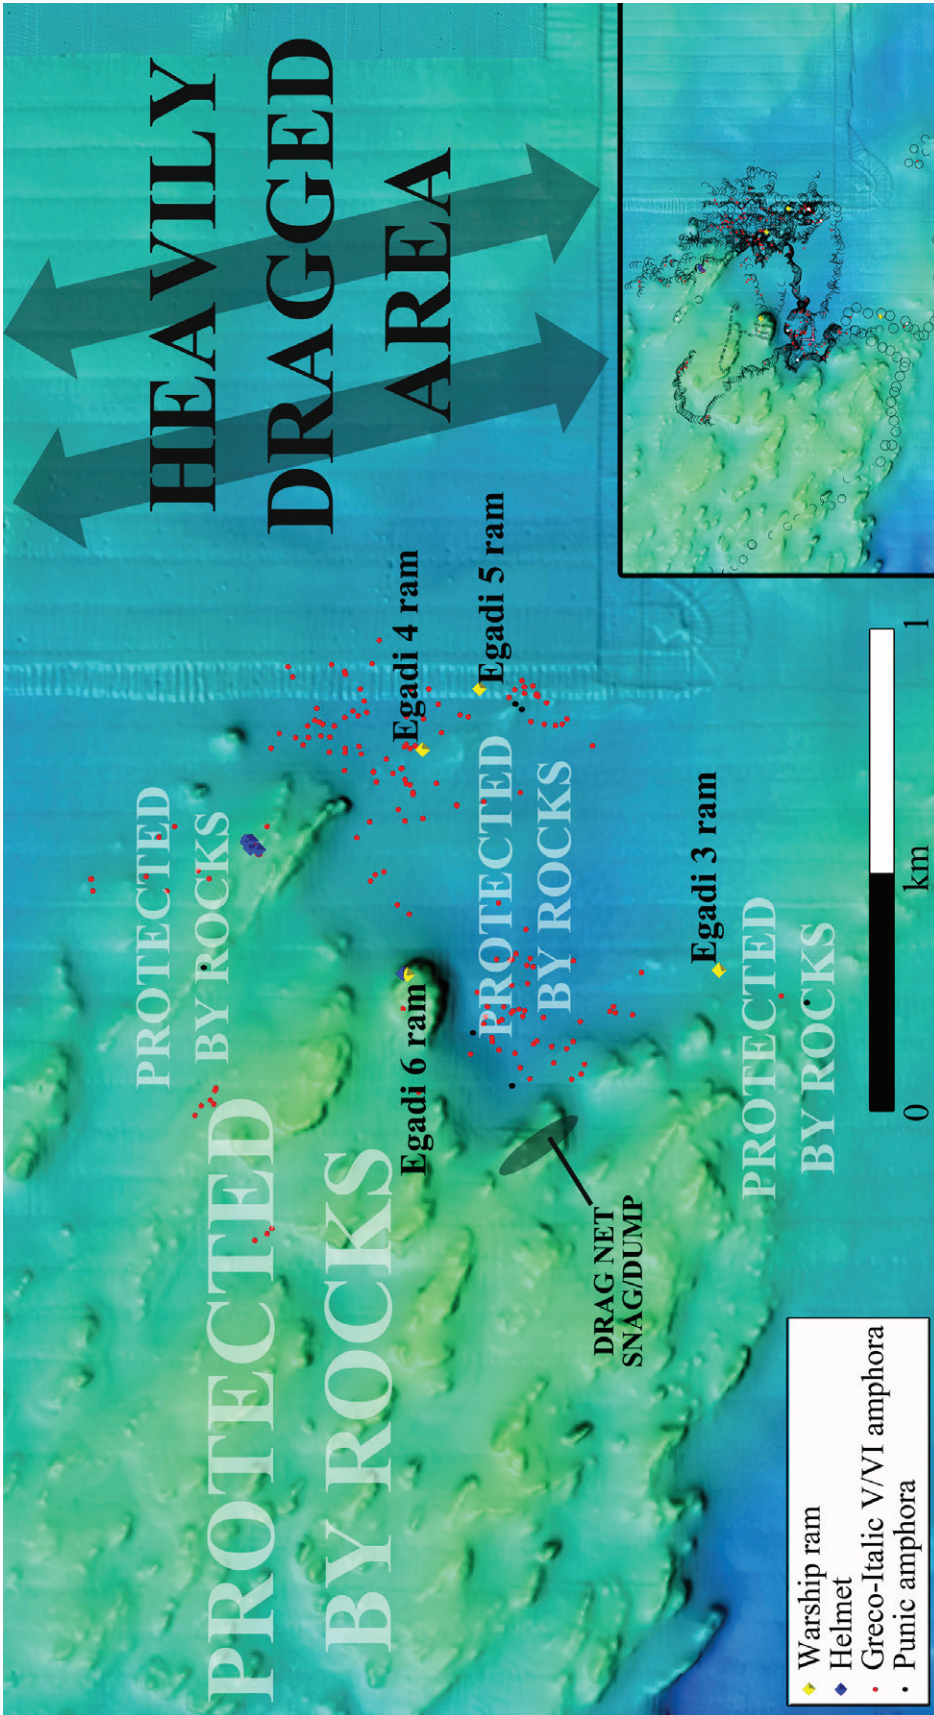 HEAVILY
DRAGGED
AREA
PROTECTED
BY ROCKS
PROTECTED
BY ROCKS
Egadi 4 ram
Egadi 5 ram
Egadi 6 ram
PROTECTED
BY ROCKS
Egadi 3 ram
PROTECTED
BY ROCKS
DRAG NET
SNAG/DUMP
Warship ram
Helmet
Greco-Italic V/VI amphora
Punic amphora
0 km 1